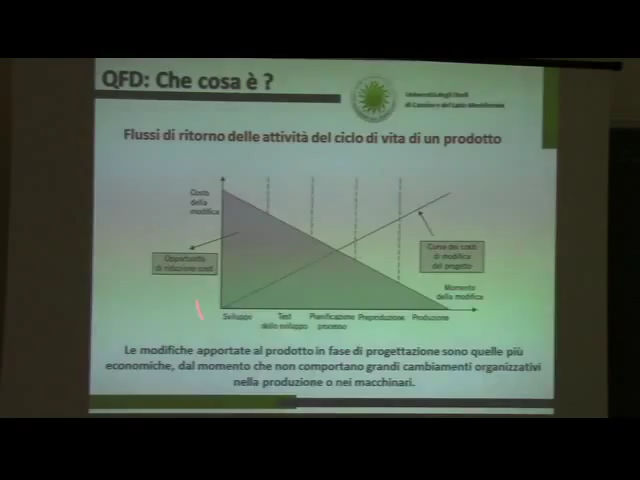 QFD: Che cosa è ?
Università degli Studi
di Cassino e del Lazio Meridionale
Flussi di ritorno delle attività del ciclo di vita di un prodotto
Costo
della
modifica
Opportunità
di riduzione costi
Curva dei costi
di modifica
del progetto
Momento
della modifica
Sviluppo
Test
dello sviluppo
Pianificazione
processo
Preproduzione
Produzione
Le modifiche apportate al prodotto in fase di progettazione sono quelle più
economiche, dal momento che non comportano grandi cambiamenti organizzativi
nella produzione o nei macchinari.